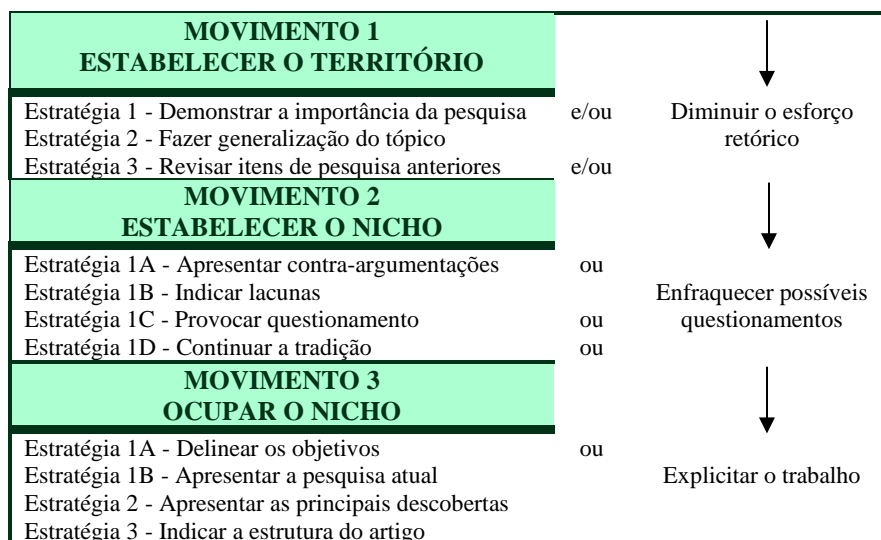 MOVIMENTO 1
ESTABELECER O TERRITÓRIO
Estratégia 1 - Demonstrar a importância da pesquisa e/ou Diminuir o esforço
Estratégia 2 - Fazer generalização do tópico retórico
Estratégia 3 - Revisar itens de pesquisa anteriores e/ou
MOVIMENTO 2
ESTABELECER O NICHO
Estratégia 1A - Apresentar contra-argumentações ou
Estratégia 1B - Indicar lacunas Enfraquecer possíveis
Estratégia 1C - Provocar questionamento ou questionamentos
Estratégia 1D - Continuar a tradição ou
MOVIMENTO 3
OCUPAR O NICHO
Estratégia 1A - Delinear os objetivos ou
Estratégia 1B - Apresentar a pesquisa atual Explicitar o trabalho
Estratégia 2 - Apresentar as principais descobertas
Estratégia 3 - Indicar a estrutura do artigo